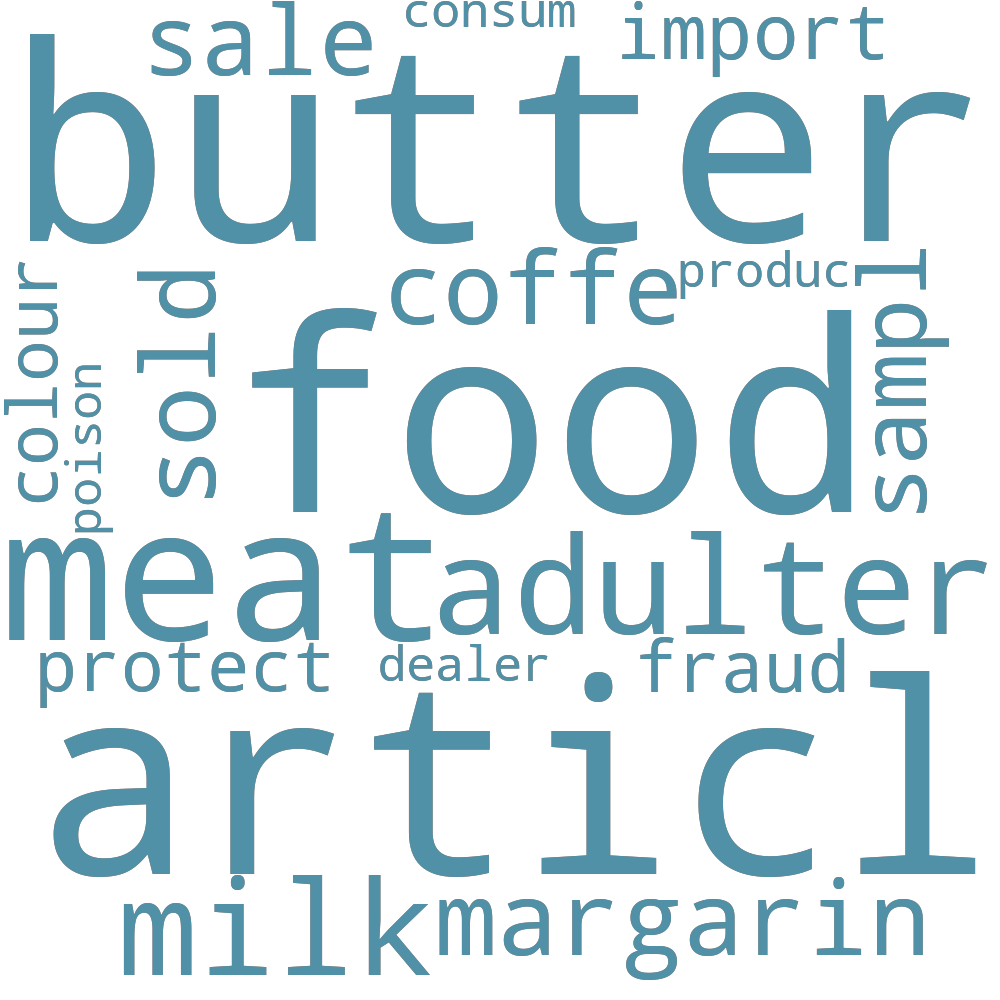 consum
sale
import
butter
coffe
produc
colour
sold
sampl
poison
food
meat
adulter
protect
dealer
fraud
articl
milk
margarin